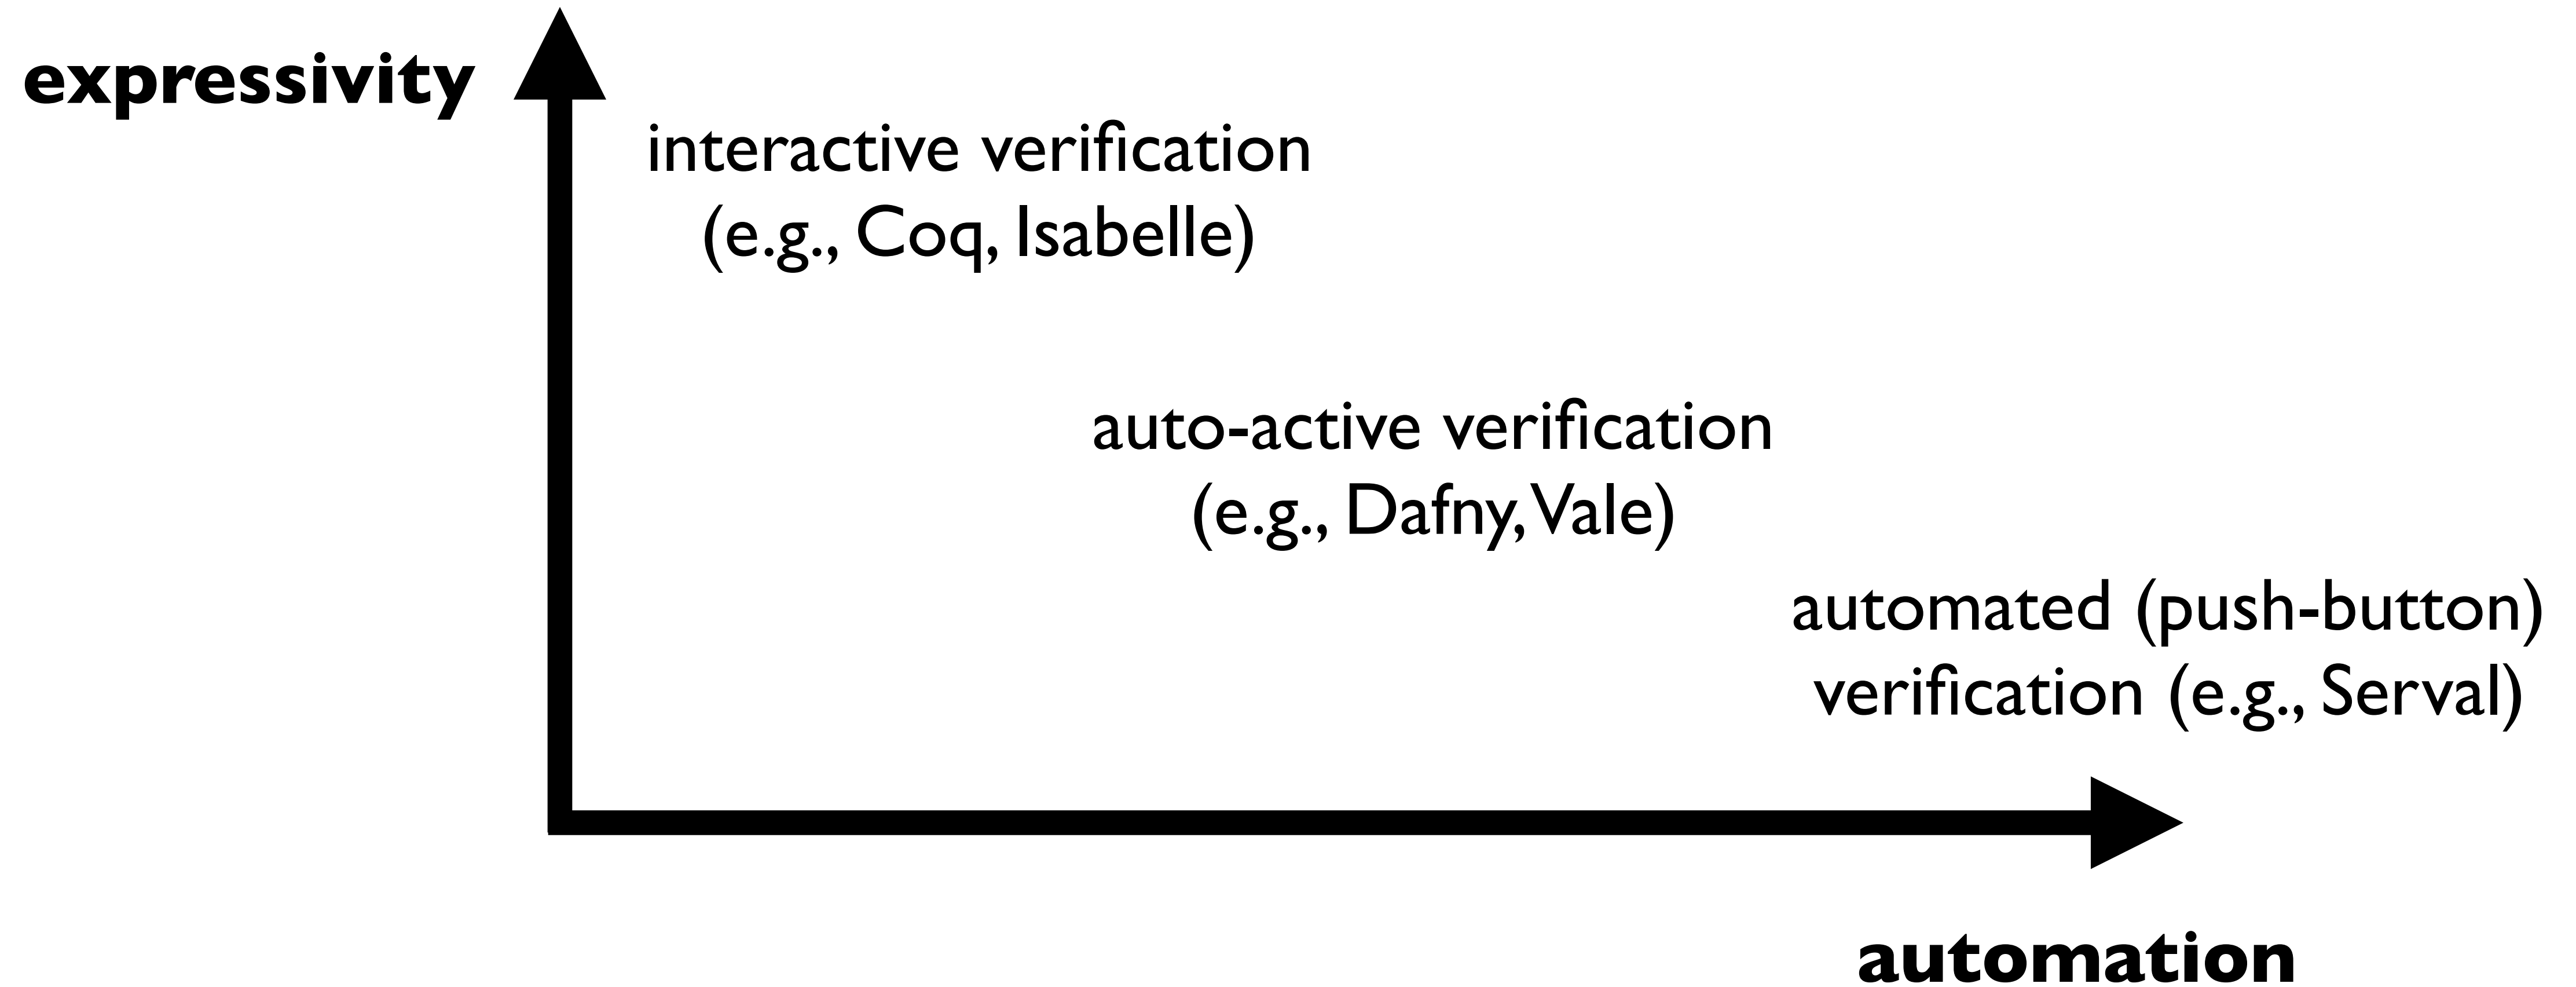 expressivity
interactive verification
(e.g., Coq, Isabelle)
auto-active verification
(e.g., Dafny, Vale)
automated (push-button)
verification (e.g., Serval)
automation